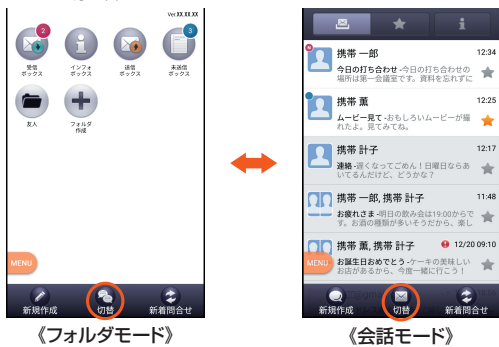 Ver.XX.XX.XX
2
3
受信
ボックス
インフォ
ボックス
送信
ボックス
未送信
ボックス
友人
フォルダ
作成
MENU
新規作成
切替
新着問合せ
《フォルダモード》
携帯 一郎
12:34
今日の打ち合わせ-今日の打ち合わせの
場所は第一会議室です。資料を忘れずに
携帯 薫
12:25
ムービー見て-おもしろいムービーが撮
れたよ。見てみてね。
携帯 計子
12:17
連絡-遅くなってごめん！日曜日ならあ
いてるんだけど、どうかな？
携帯 一郎, 携帯 計子
11:48
お疲れさま-明日の飲み会は19:00からで
す。お酒の種類が多いそうだから、楽し
携帯 薫, 携帯 計子
12/20 09:10
お誕生日おめでとう-ケーキの美味しい
お店があるから、今度一緒に行こう！
MENU
新規作成
切替
新着問合せ
《会話モード》